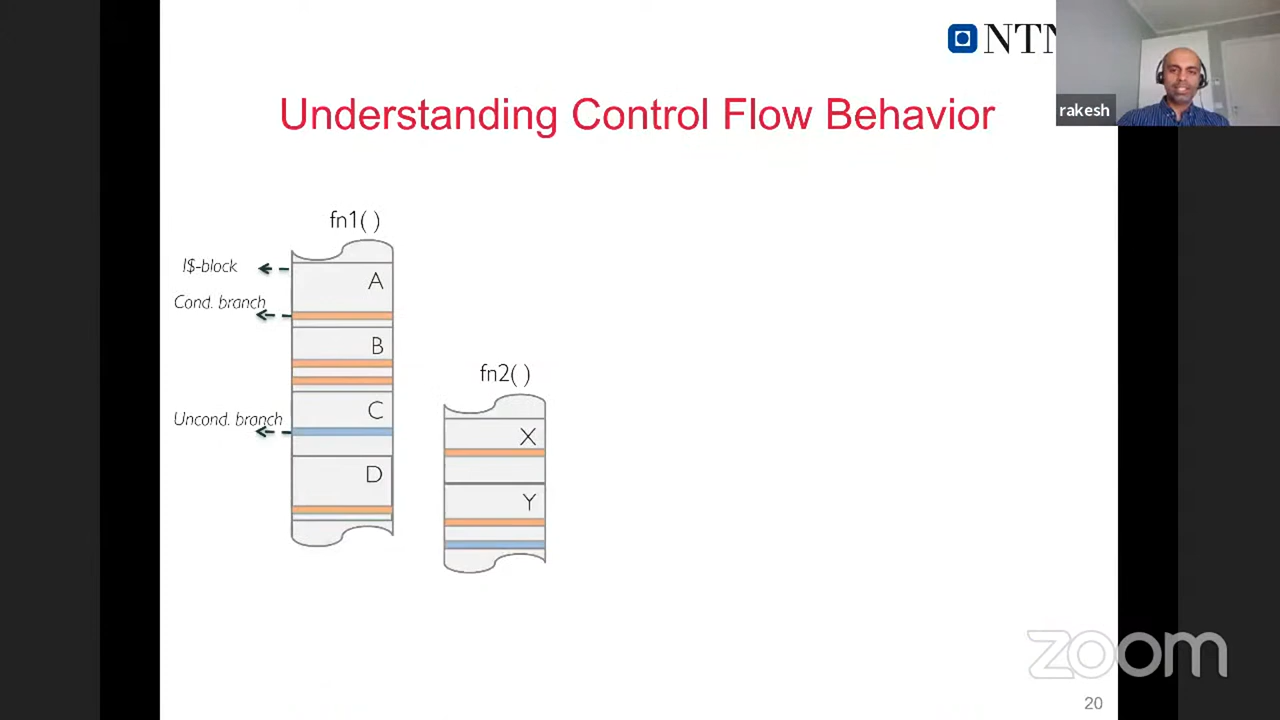 NTN
rakesh
Understanding Control Flow Behavior
fn1( )
I$-block
A
Cond. branch
B
fn2( )
Uncond. branch
C
X
D
Y
zoom
20